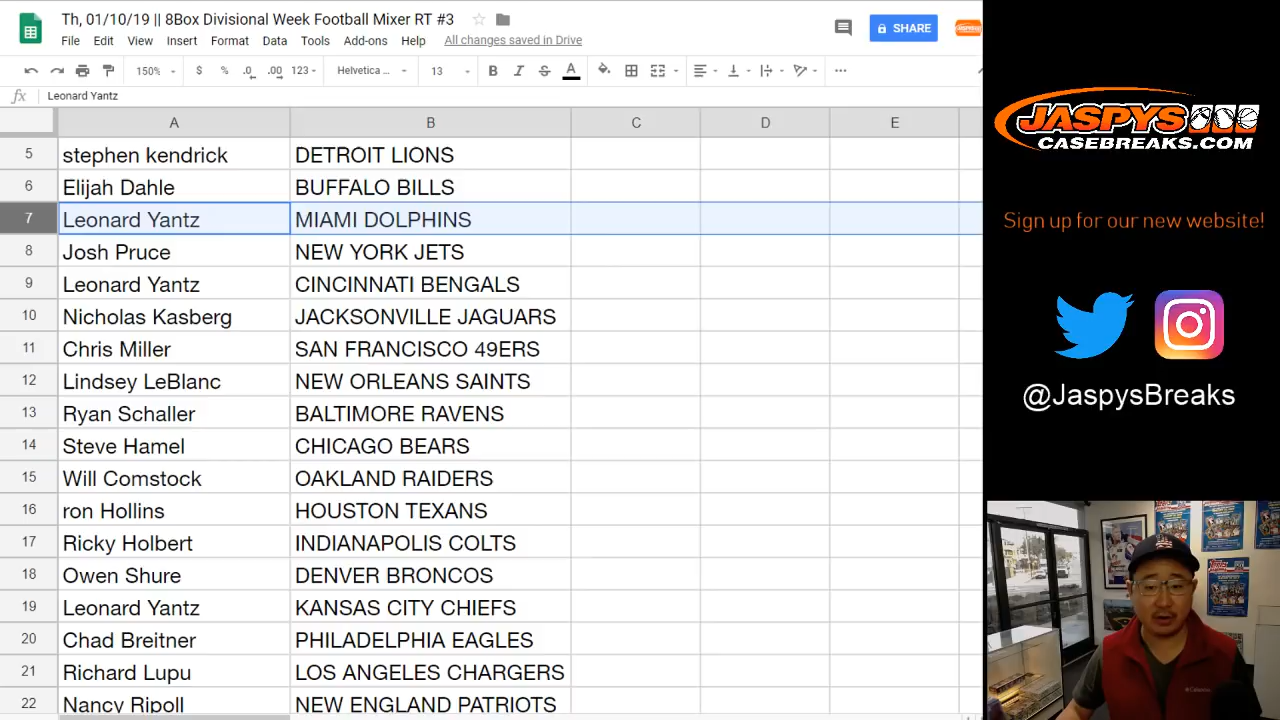 Th, 01/10/19 || 8Box Divisional Week Football Mixer RT #3
File Edit View Insert Format Data Tools Add-ons Help All changes saved in Drive
SHARE
150% $ % .0 .00 123 Helvetica ... 13 B I S A
fx Leonard Yantz
A B C D E
5 stephen kendrick DETROIT LIONS
6 Elijah Dahle BUFFALO BILLS
7 Leonard Yantz MIAMI DOLPHINS
8 Josh Pruce NEW YORK JETS
9 Leonard Yantz CINCINNATI BENGALS
10 Nicholas Kasberg JACKSONVILLE JAGUARS
11 Chris Miller SAN FRANCISCO 49ERS
12 Lindsey LeBlanc NEW ORLEANS SAINTS
13 Ryan Schaller BALTIMORE RAVENS
14 Steve Hamel CHICAGO BEARS
15 Will Comstock OAKLAND RAIDERS
16 ron Hollins HOUSTON TEXANS
17 Ricky Holbert INDIANAPOLIS COLTS
18 Owen Shure DENVER BRONCOS
19 Leonard Yantz KANSAS CITY CHIEFS
20 Chad Breitner PHILADELPHIA EAGLES
21 Richard Lupu LOS ANGELES CHARGERS
22 Nancy Ripoll NEW ENGLAND PATRIOTS
JASPYS
CASEBREAKS.COM
Sign up for our new website!
@JaspysBreaks